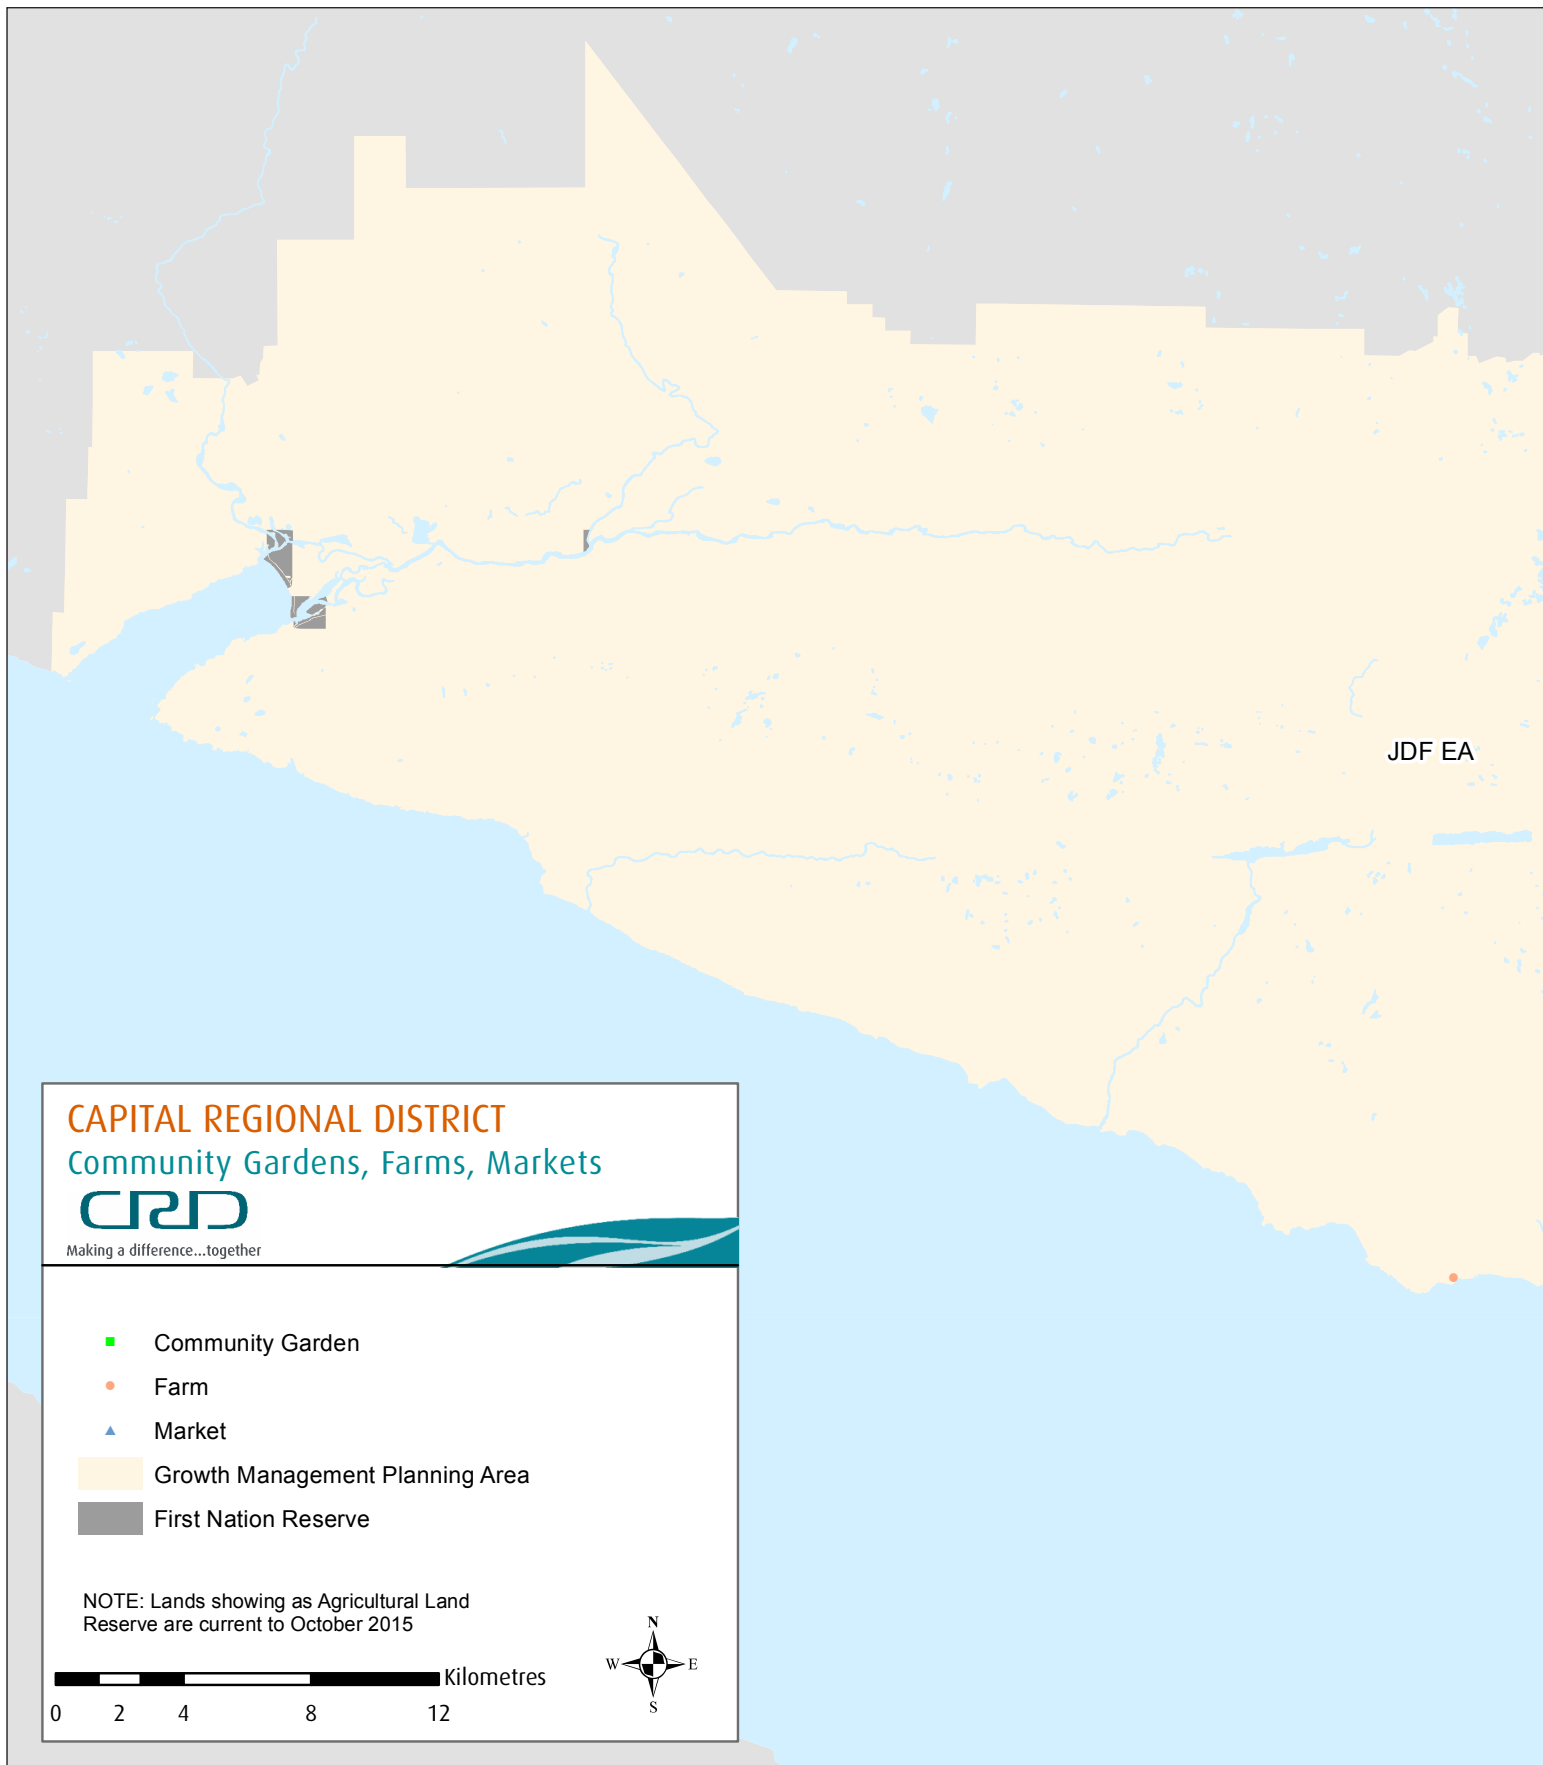 JDF EA
CAPITAL REGIONAL DISTRICT
Community Gardens, Farms, Markets
CRD
Making a difference...together
Community Garden
Farm
Market
Growth Management Planning Area
First Nation Reserve
NOTE: Lands showing as Agricultural Land
Reserve are current to October 2015
N
W E
S
Kilometres
0 2 4 8 12